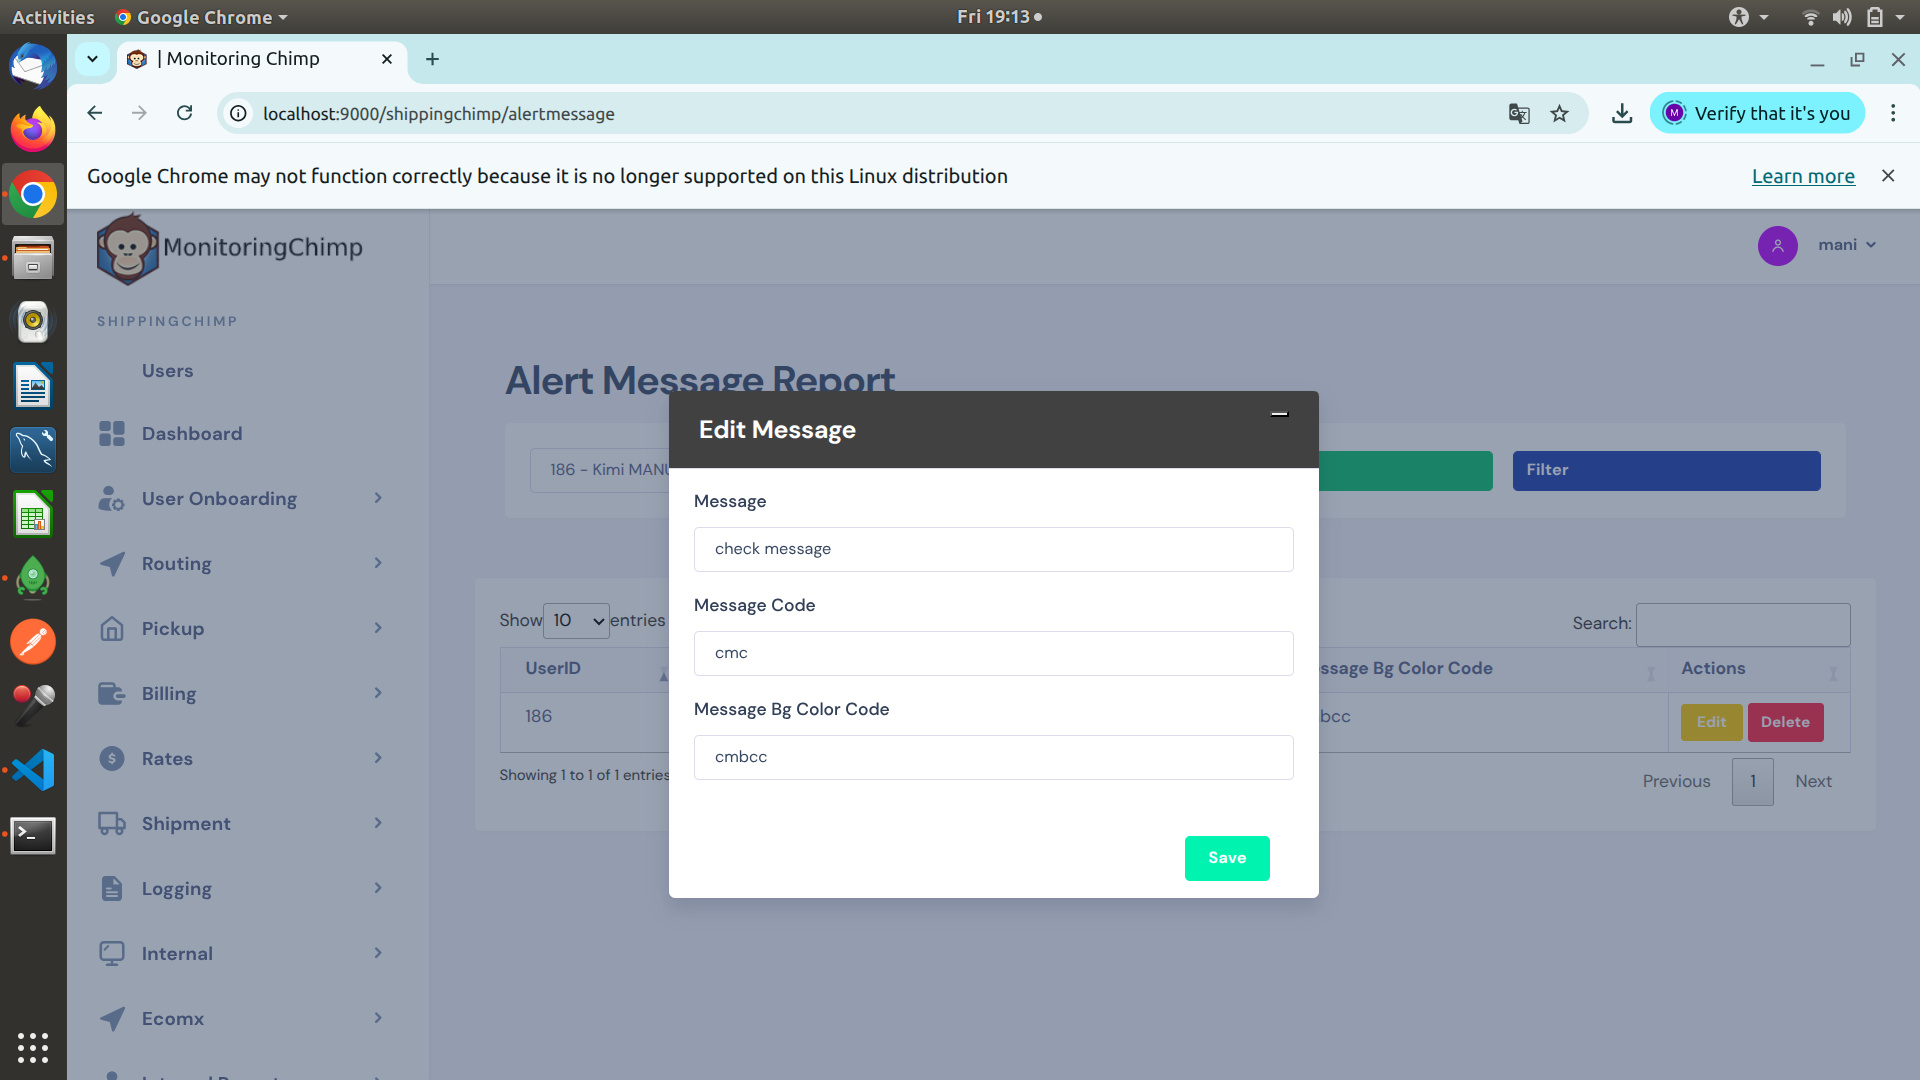 Activities
Google Chrome
Fri 19:13
| Monitoring Chimp
localhost:9000/shippingchimp/alertmessage
M
Verify that it's you
Google Chrome may not function correctly because it is no longer supported on this Linux distribution
Learn more
MonitoringChimp
mani
SHIPPINGCHIMP
Users
Dashboard
User Onboarding
Routing
Pickup
Billing
Rates
Shipment
Logging
Internal
Ecomx
Alert Message Report
186 - Kimi MANU
Filter
Show 10 entries
Search:
UserID
ssage Bg Color Code
Actions
186
bcc
Edit
Delete
Showing 1 to 1 of 1 entries
Previous
1
Next
Edit Message
Message
check message
Message Code
cmc
Message Bg Color Code
cmbcc
Save